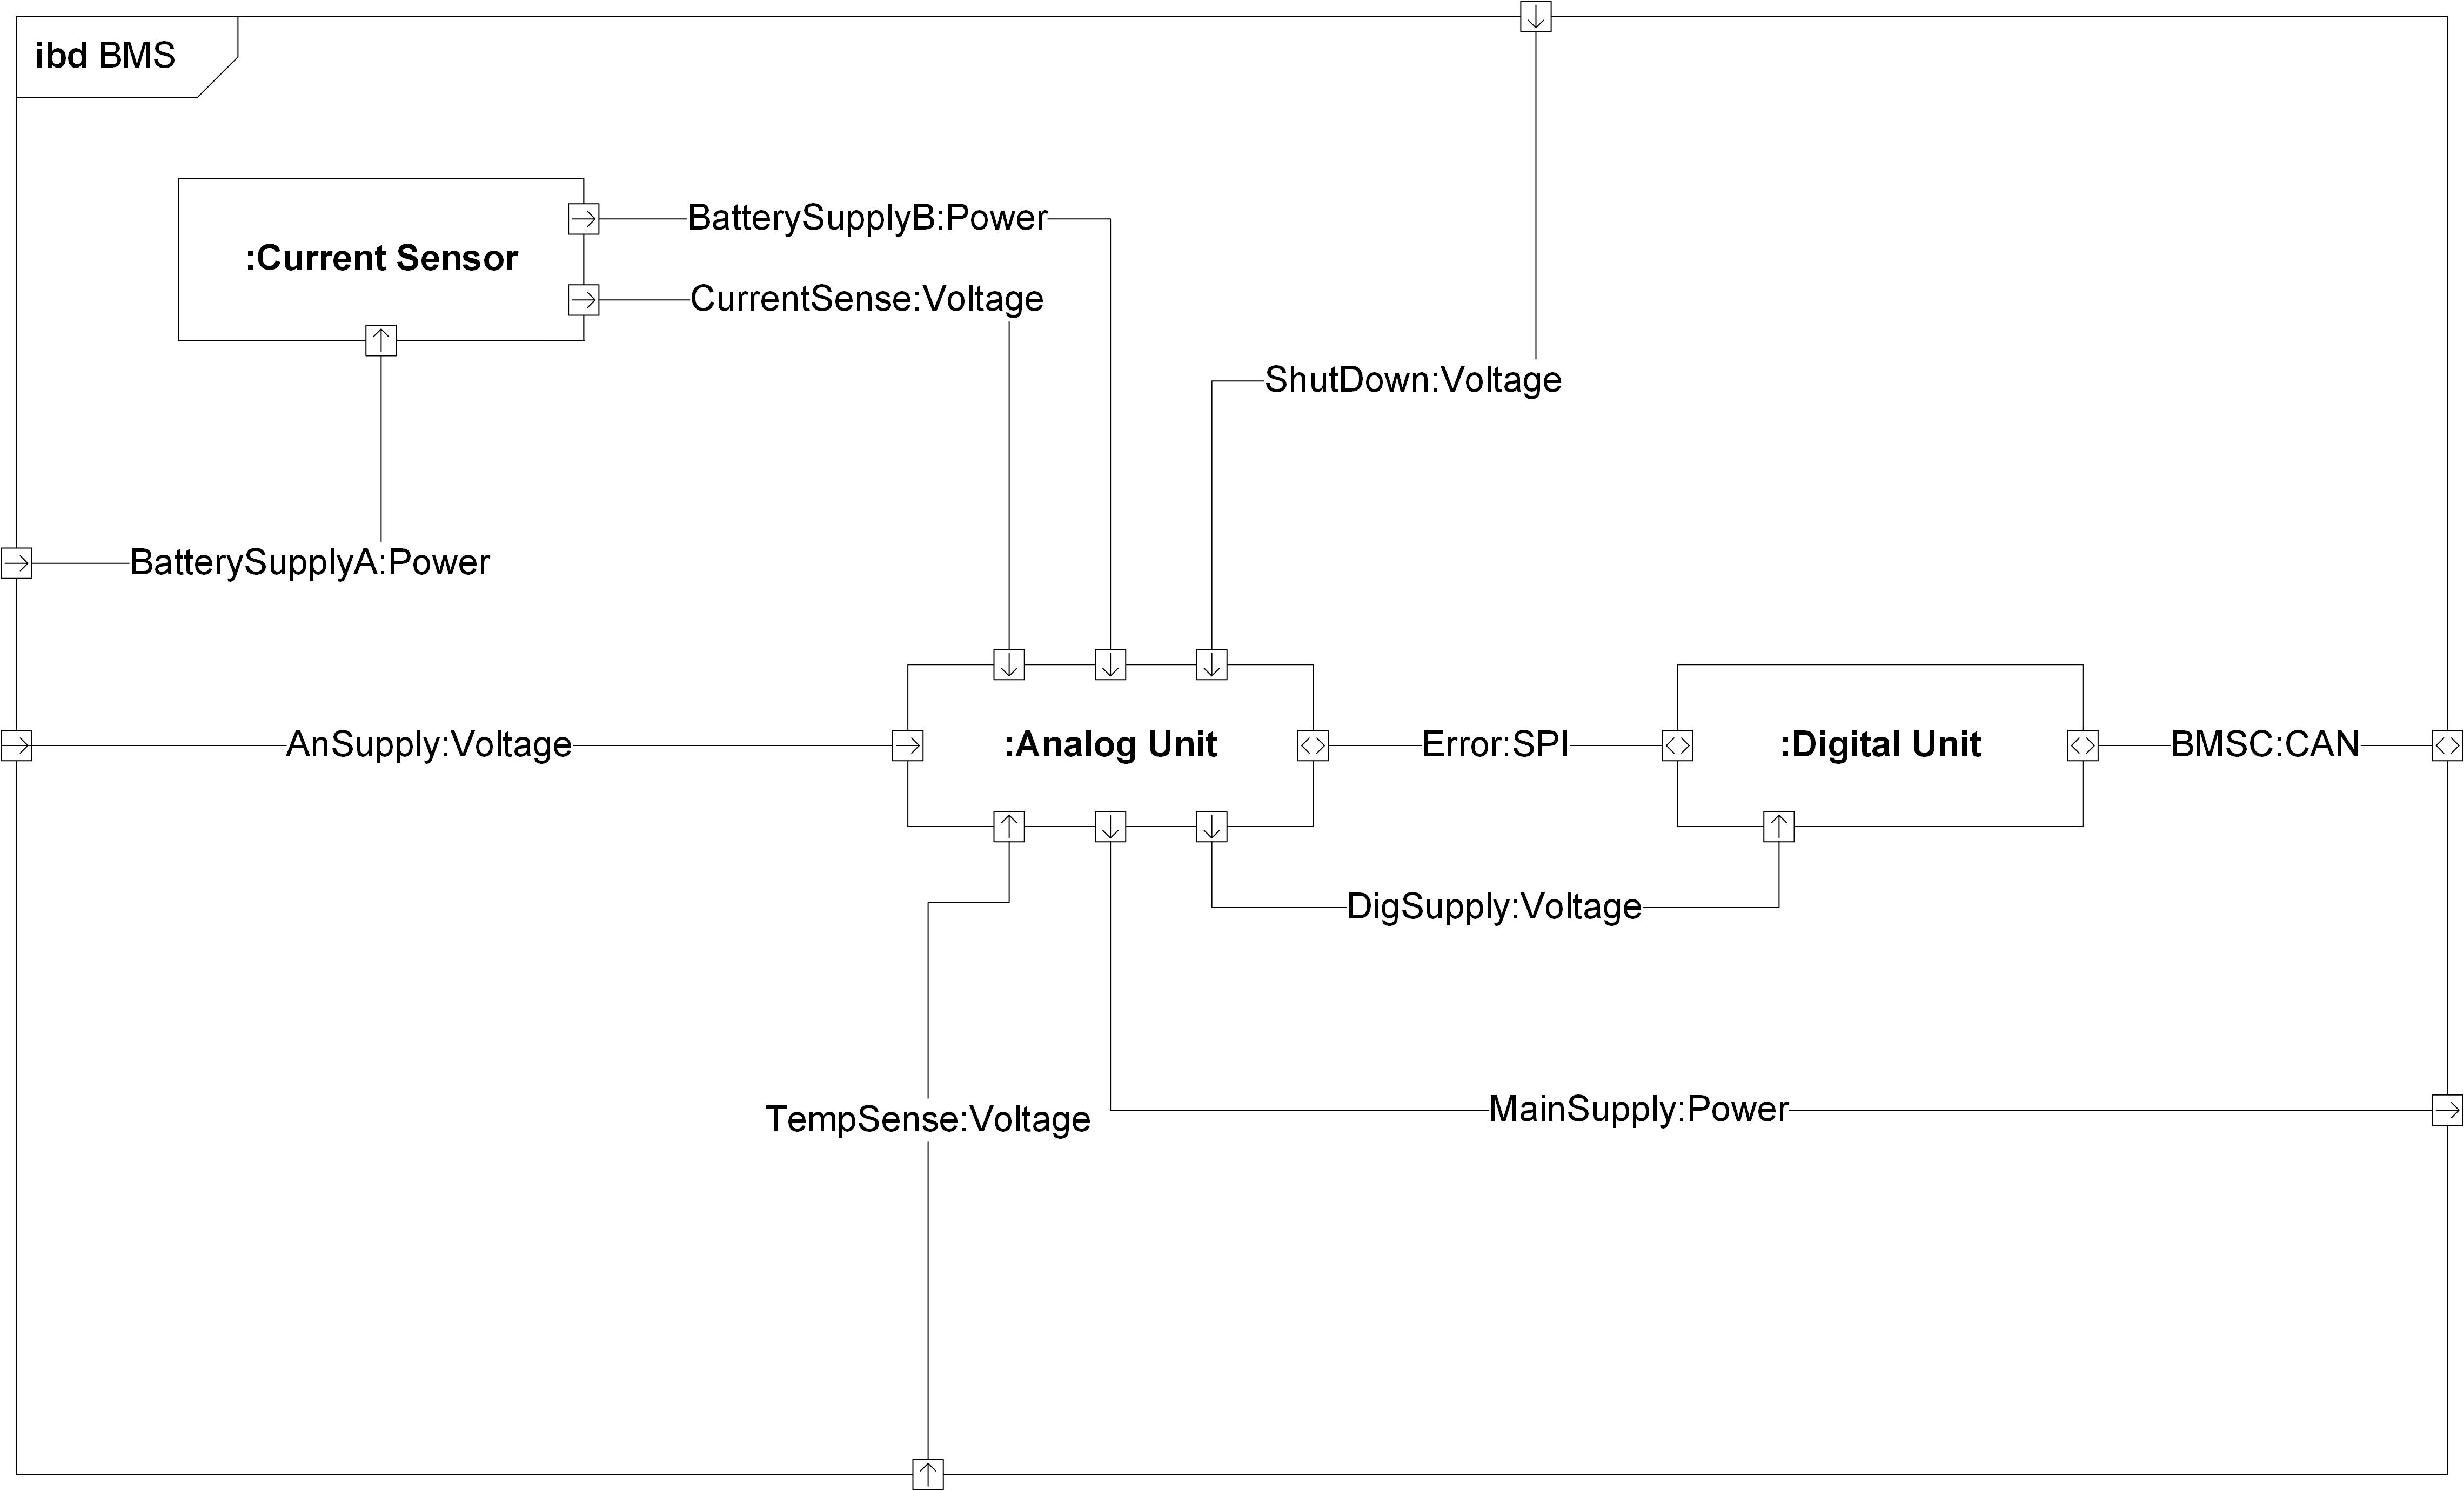 ibd BMS
BatterySupplyB:Power
:Current Sensor
CurrentSense:Voltage
ShutDown:Voltage
BatterySupplyA:Power
AnSupply:Voltage
:Analog Unit
Error:SPI
:Digital Unit
BMSC:CAN
DigSupply:Voltage
TempSense:Voltage
MainSupply:Power